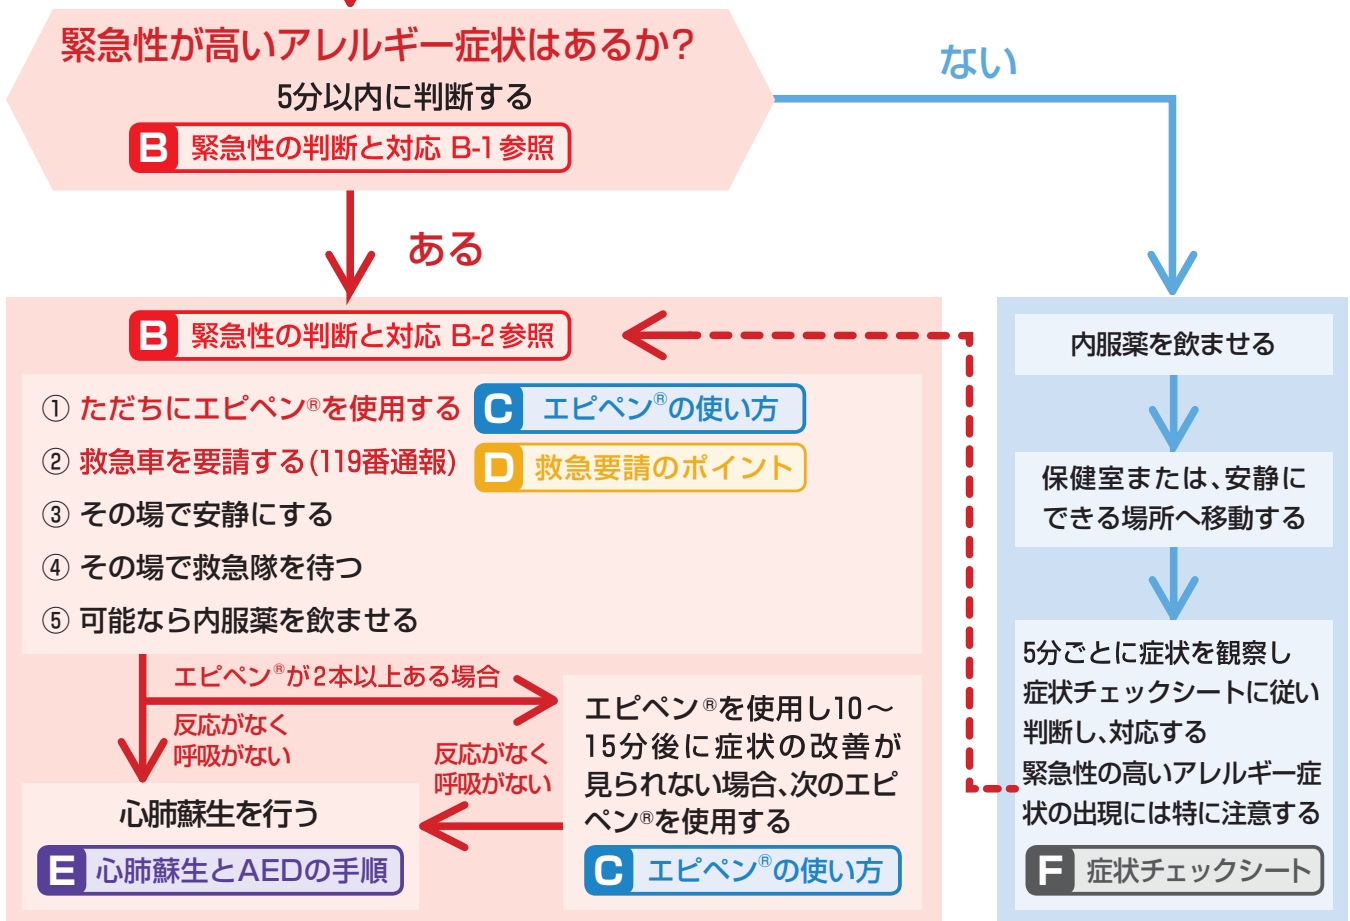 緊急性が高いアレルギー症状はあるか?
5分以内に判断する
B 緊急性の判断と対応 B-1参照
ない
ある
B 緊急性の判断と対応 B-2参照
① ただちにエピペン®を使用する
C エピペン®の使い方
② 救急車を要請する(119番通報)
D 救急要請のポイント
③ その場で安静にする
④ その場で救急隊を待つ
⑤ 可能なら内服薬を飲ませる
エピペン®が2本以上ある場合
反応がなく
呼吸がない
エピペン®を使用し10～
15分後に症状の改善が
見られない場合、次のエピ
ペン®を使用する
C エピペン®の使い方
反応がなく
呼吸がない
心肺蘇生を行う
E 心肺蘇生とAEDの手順
内服薬を飲ませる
保健室または、安静に
できる場所へ移動する
5分ごとに症状を観察し
症状チェックシートに従い
判断し、対応する
緊急性の高いアレルギー症
状の出現には特に注意する
F 症状チェックシート